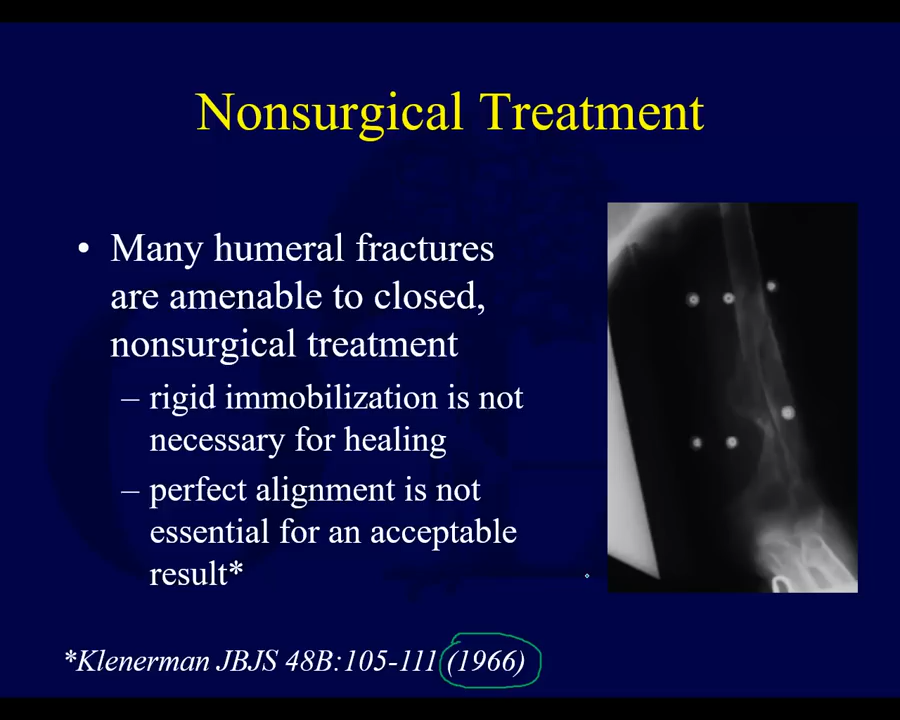 Nonsurgical Treatment
• Many humeral fractures
are amenable to closed,
nonsurgical treatment
– rigid immobilization is not
necessary for healing
– perfect alignment is not
essential for an acceptable
result*
*Klenerman JBJS 48B:105-111 (1966)